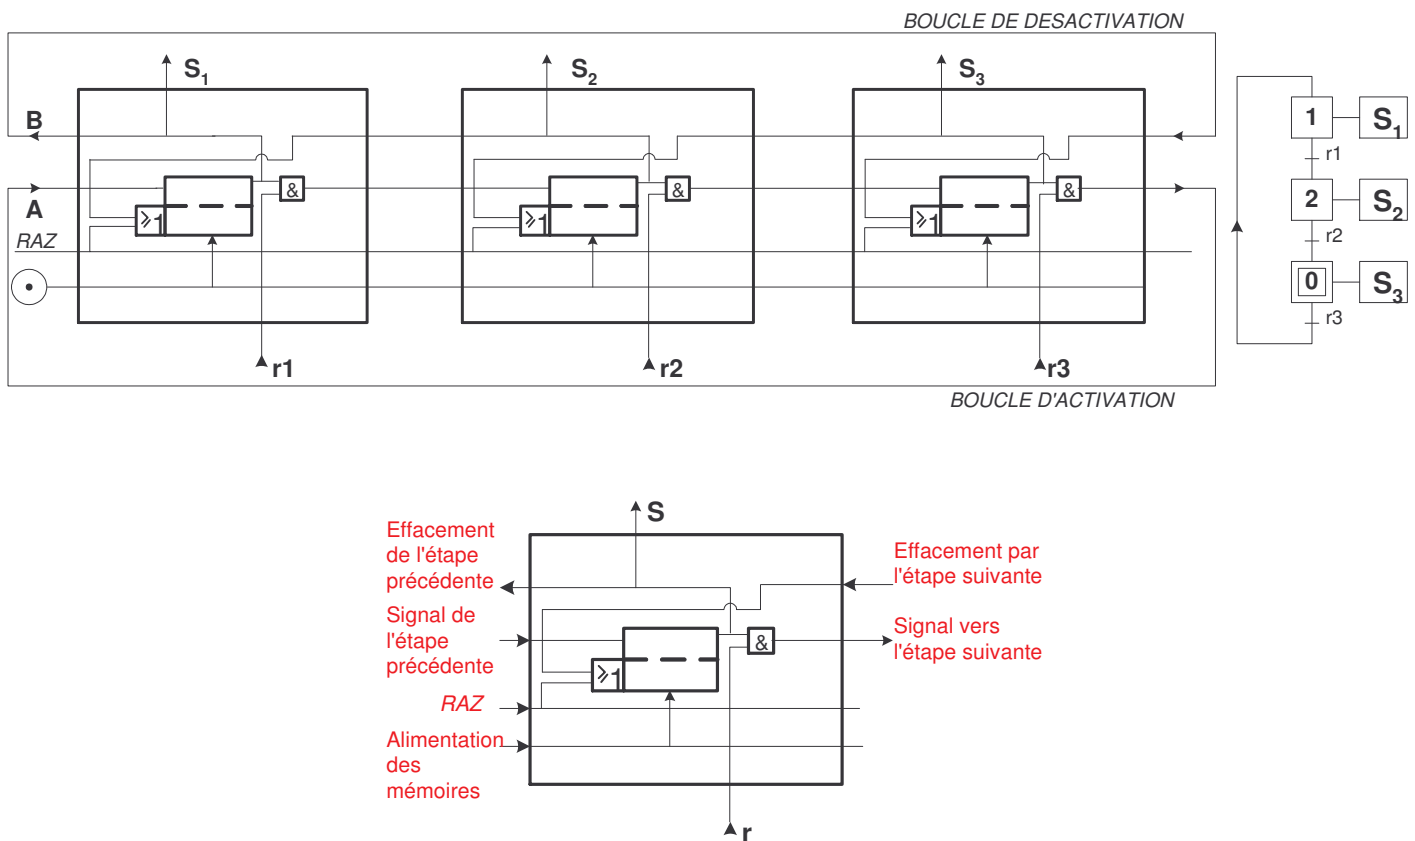 BOUCLE DE DESACTIVATION
S1
S2
S3
B
A
RAZ
&
&
&
≥1
≥1
≥1
r1
r2
r3
BOUCLE D'ACTIVATION
1
S1
r1
2
S2
r2
0
S3
r3
S
Effacement
de l'étape
précédente
Effacement par
l'étape suivante
Signal de
l'étape
précédente
Signal vers
l'étape suivante
&
≥1
RAZ
Alimentation
des
mémoires
r